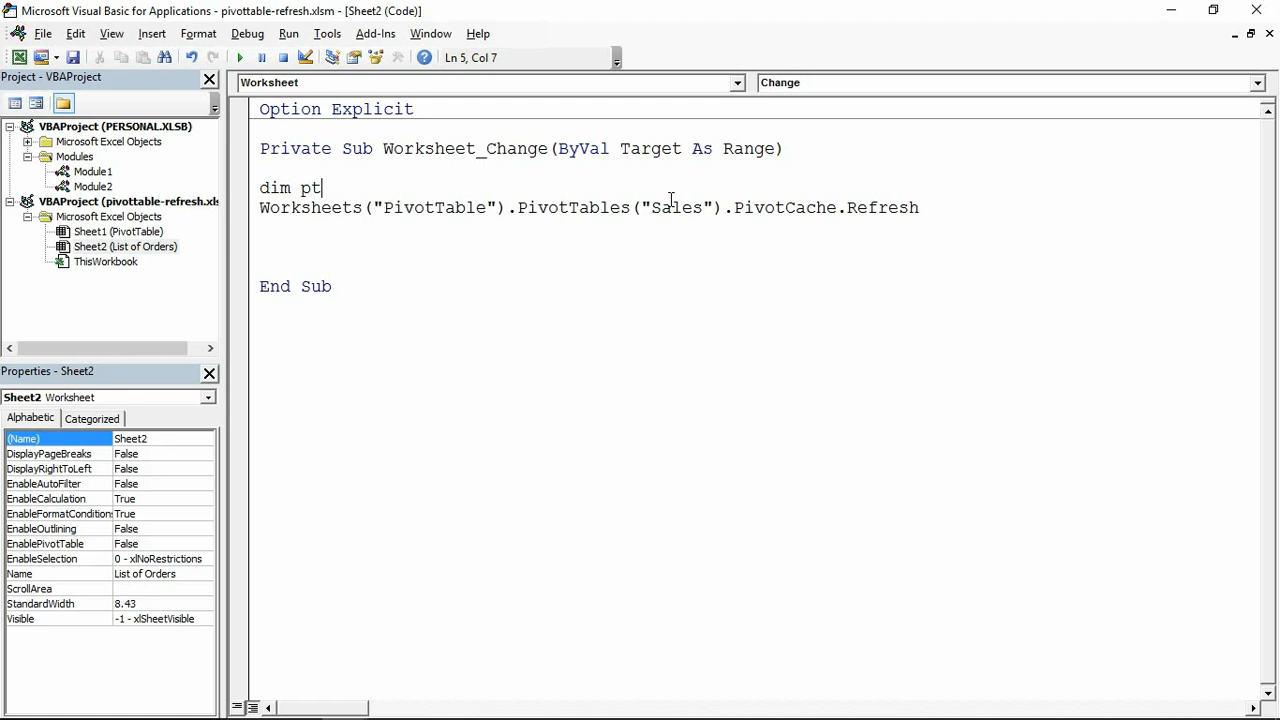 Microsoft Visual Basic for Applications - pivottable-refresh.xlsm - [Sheet2 (Code)]
File Edit View Insert Format Debug Run Tools Add-Ins Window Help
Ln 5, Col 7
Project - VBAProject
VBAProject (PERSONAL.XLSB)
Microsoft Excel Objects
Modules
Module1
Module2
VBAProject (pivottable-refresh.xls
Microsoft Excel Objects
Sheet1 (PivotTable)
Sheet2 (List of Orders)
ThisWorkbook
Properties - Sheet2
Sheet2 Worksheet
Alphabetic Categorized
(Name) Sheet2
DisplayPageBreaks False
DisplayRightToLeft False
EnableAutoFilter False
EnableCalculation True
EnableFormatCondition: True
EnableOutlining False
EnablePivotTable False
EnableSelection 0 - xlNoRestrictions
Name List of Orders
ScrollArea
StandardWidth 8.43
Visible -1 - xlSheetVisible
Worksheet Change
Option Explicit
Private Sub Worksheet_Change(ByVal Target As Range)
dim pt
Worksheets("PivotTable").PivotTables("Sales").PivotCache.Refresh
End Sub